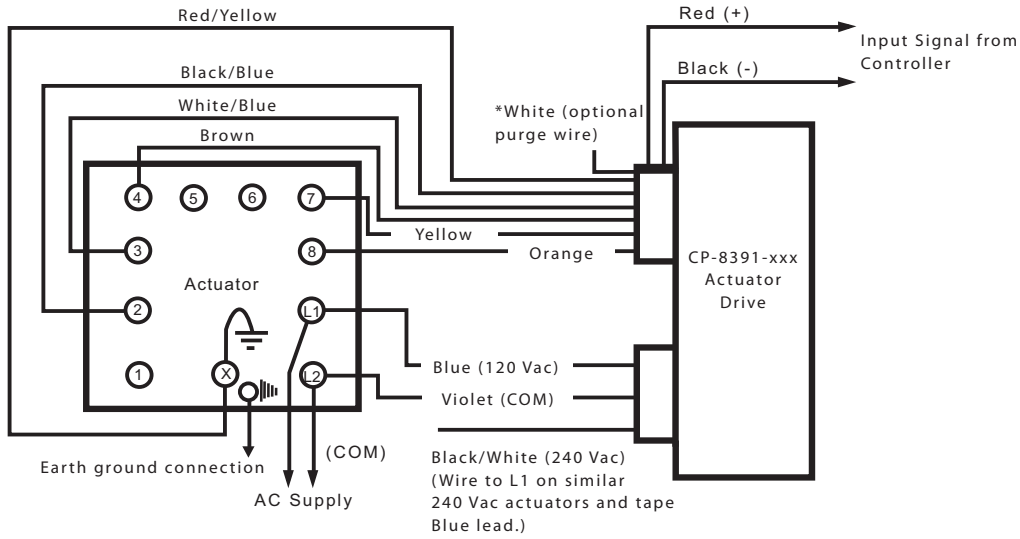 Red/Yellow
Red (+)
Input Signal from
Controller
Black/Blue
Black (-)
White/Blue
*White (optional
purge wire)
Brown
4
5
6
7
Yellow
3
8
Orange
CP-8391-xxx
Actuator
Drive
Actuator
2
L1
1
X
L2
Blue (120 Vac)
Violet (COM)
(COM)
Earth ground connection
AC Supply
Black/White (240 Vac)
(Wire to L1 on similar
240 Vac actuators and tape
Blue lead.)